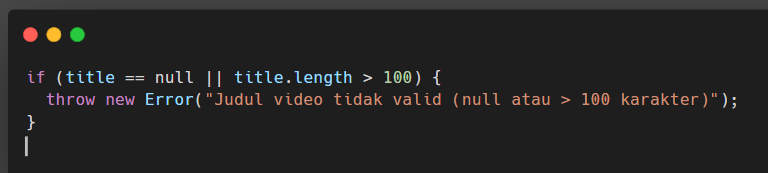 if (title == null || title.length > 100) {
  throw new Error("Judul video tidak valid (null atau > 100 karakter)");
}